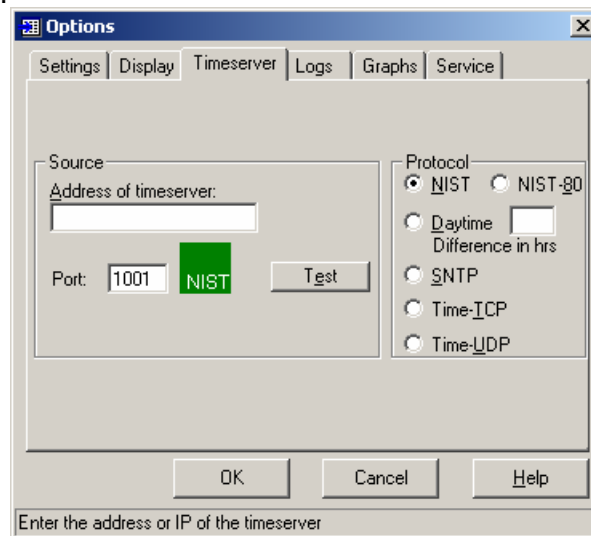 Options
Settings Display Timeserver Logs Graphs Service
Source
Address of timeserver:
Port: 1001 NIST Test
Protocol
NIST NIST-80
Daytime
Difference in hrs
SNTP
Time-TCP
Time-UDP
OK Cancel Help
Enter the address or IP of the timeserver